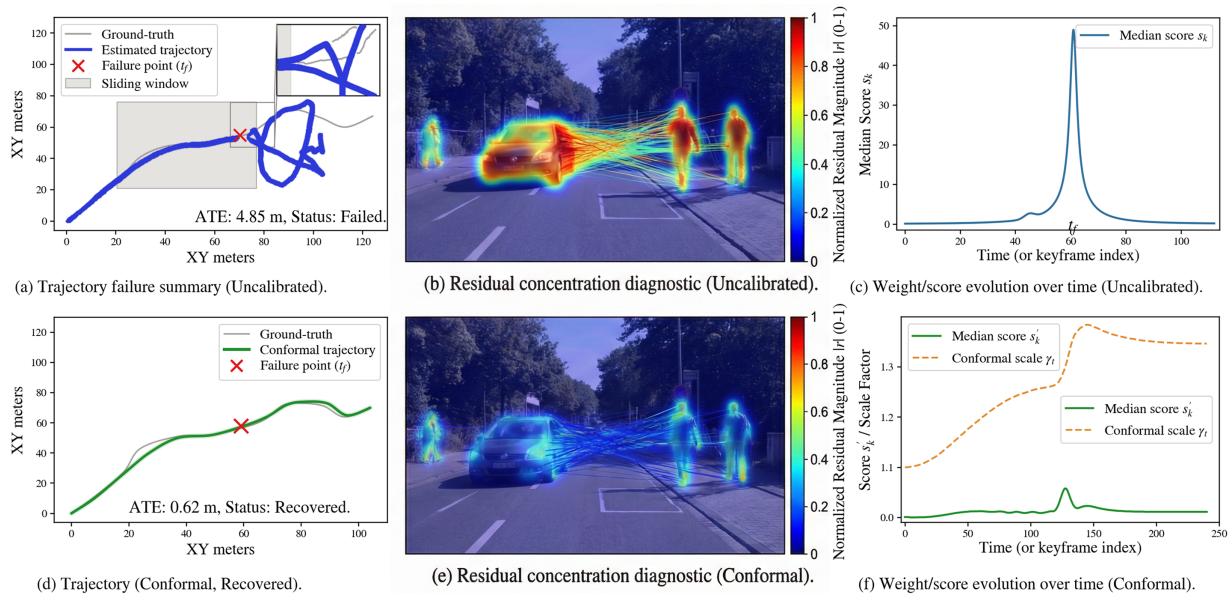 120
100
80
60
40
20
0
XY meters
Ground-truth
Estimated trajectory
Failure point (t_f)
Sliding window
ATE: 4.85 m, Status: Failed.
0 20 40 60 80 100 120
XY meters
(a) Trajectory failure summary (Uncalibrated).
1
0.8
0.6
0.4
0.2
0
Normalized Residual Magnitude |r| (0-1)
(b) Residual concentration diagnostic (Uncalibrated).
50
40
30
20
10
0
Median Score s_k
Median score s_k
t_f
0 20 40 60 80 100
Time (or keyframe index)
(c) Weight/score evolution over time (Uncalibrated).
120
100
80
60
40
20
0
XY meters
Ground-truth
Conformal trajectory
Failure point (t_f)
ATE: 0.62 m, Status: Recovered.
0 20 40 60 80 100
XY meters
(d) Trajectory (Conformal, Recovered).
1
0.8
0.6
0.4
0.2
0
Normalized Residual Magnitude |r| (0-1)
(e) Residual concentration diagnostic (Conformal).
1.3
1.2
1.1
0.0
Score s'_k / Scale Factor
Median score s'_k
Conformal scale γ_t
Median score s'_k
Conformal scale γ_t
0 50 100 150 200 250
Time (or keyframe index)
(f) Weight/score evolution over time (Conformal).